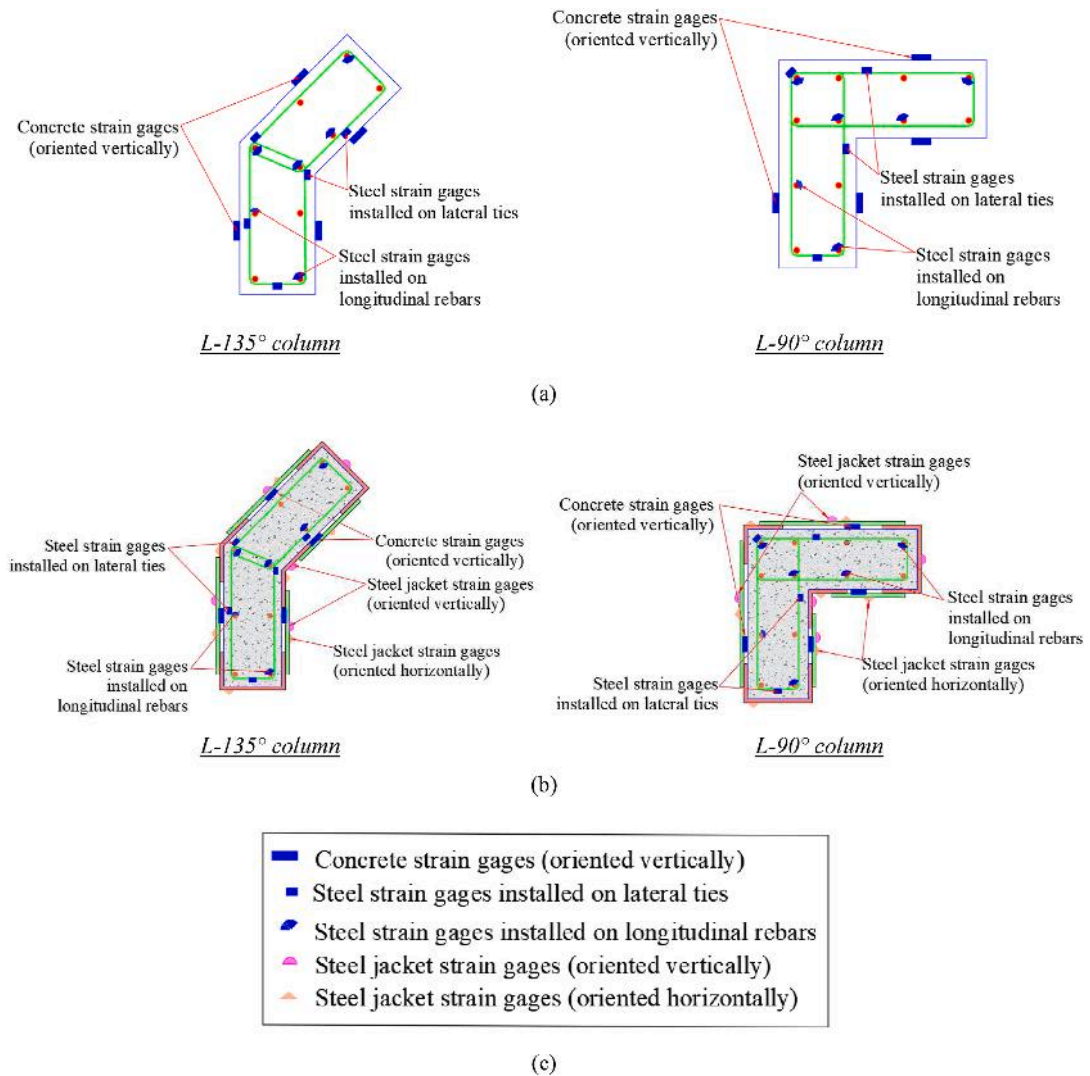 Concrete strain gages
(oriented vertically)
Steel strain gages
installed on lateral ties
Steel strain gages
installed on
longitudinal rebars
L-135° column
Concrete strain gages
(oriented vertically)
Steel strain gages
installed on lateral ties
Steel strain gages
installed on
longitudinal rebars
L-90° column
(a)
Steel strain gages
installed on lateral ties
Concrete strain gages
(oriented vertically)
Steel jacket strain gages
(oriented vertically)
Steel strain gages
installed on
longitudinal rebars
Steel jacket strain gages
(oriented horizontally)
L-135° column
Steel jacket strain gages
(oriented vertically)
Concrete strain gages
(oriented vertically)
Steel strain gages
installed on
longitudinal rebars
Steel jacket strain gages
(oriented horizontally)
Steel strain gages
installed on lateral ties
L-90° column
(b)
Concrete strain gages (oriented vertically)
Steel strain gages installed on lateral ties
Steel strain gages installed on longitudinal rebars
Steel jacket strain gages (oriented vertically)
Steel jacket strain gages (oriented horizontally)
(c)